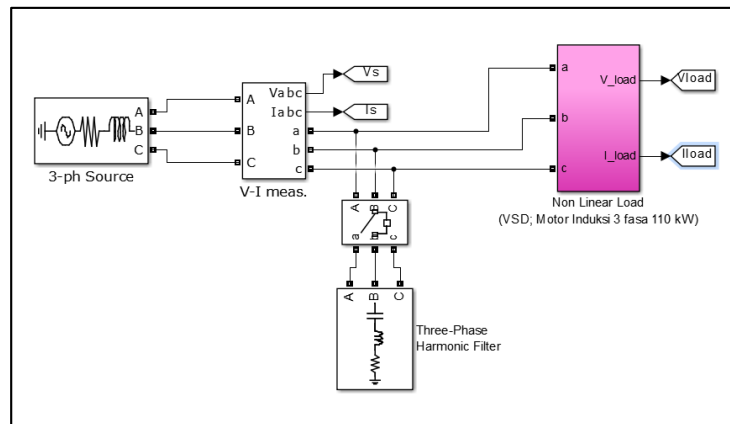 A
B
C
3-ph Source
A
B
C
Vabc
Iabc
a
b
c
V-I meas.
Vs
Is
A
B
C
a
b
c
A
B
C
Three-Phase
Harmonic Filter
a
b
c
V_load
I_load
Non Linear Load
(VSD; Motor Induksi 3 fasa 110 kW)
Vload
Iload